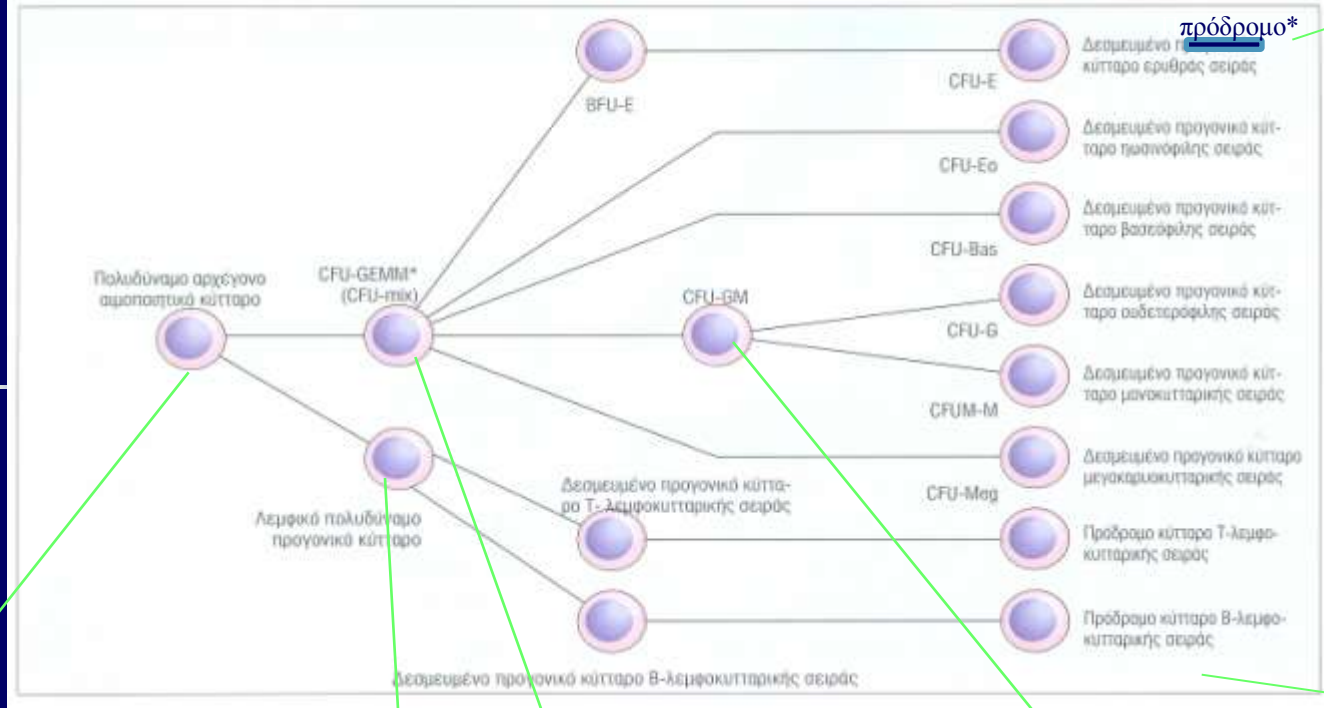 πρόδρομο*
Δεσμευμένο
κύτταρο ερυθράς σειράς
CFU-E
BFU-E
Δεσμευμένο προγονικό κύτ-
ταρο ηωσινόφιλης σειράς
CFU-Eo
Δεσμευμένο προγονικό κύτ-
ταρο βασεόφιλης σειράς
CFU-Bas
Πολυδύναμο αρχέγονο
αιμοποιητικό κύτταρο
CFU-GEMM*
(CFU-mix)
CFU-GM
Δεσμευμένο προγονικό κύτ-
ταρο ουδετερόφιλης σειράς
CFU-G
Δεσμευμένο προγονικό κύτ-
ταρο μονοκυτταρικής σειράς
CFUM-M
Δεσμευμένο προγονικό κύτταρο
μεγακαρυοκυτταρικής σειράς
CFU-Meg
Λεμφικό πολυδύναμο
προγονικό κύτταρο
Δεσμευμένο προγονικό κύττα-
ρο Τ- λεμφοκυτταρικής σειράς
Πρόδρομο κύτταρο Τ-λεμφο-
κυτταρικής σειράς
Πρόδρομο κύτταρο Β-λεμφο-
κυτταρικής σειράς
Δεσμευμένο προγονικό κύτταρο Β-λεμφοκυτταρικής σειράς